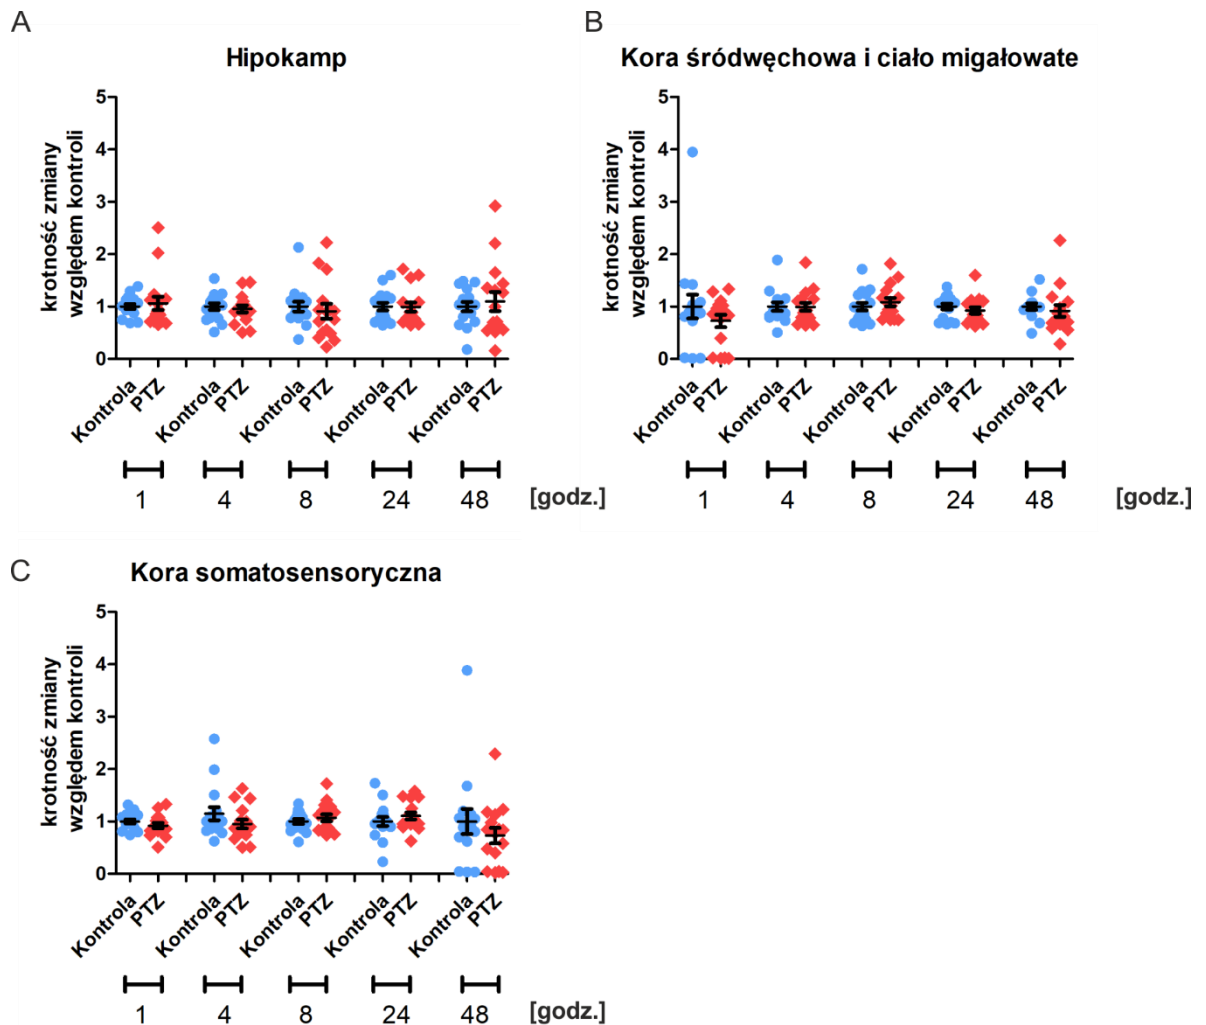 A
Hipokamp
krotność zmiany
względem kontroli
5
4
3
2
1
0
Kontrola PTZ Kontrola PTZ Kontrola PTZ Kontrola PTZ Kontrola PTZ
1 4 8 24 48 [godz.]
B
Kora śródwęchowa i ciało migałowate
krotność zmiany
względem kontroli
5
4
3
2
1
0
Kontrola PTZ Kontrola PTZ Kontrola PTZ Kontrola PTZ Kontrola PTZ
1 4 8 24 48 [godz.]
C
Kora somatosensoryczna
krotność zmiany
względem kontroli
5
4
3
2
1
0
Kontrola PTZ Kontrola PTZ Kontrola PTZ Kontrola PTZ Kontrola PTZ
1 4 8 24 48 [godz.]